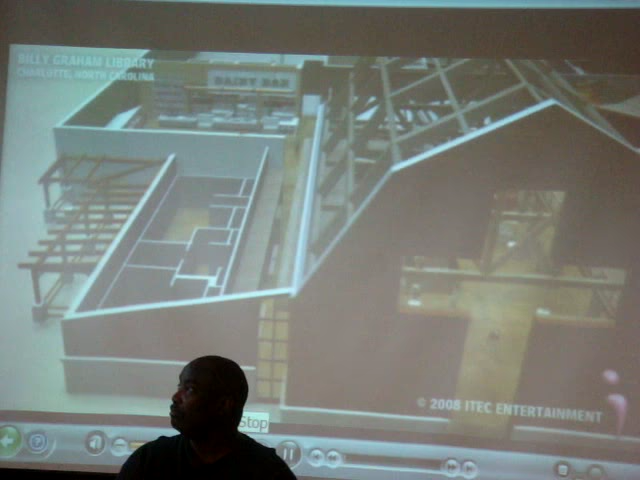 BILLY GRAHAM LIBRARY
CHARLOTTE, NORTH CAROLINA
DAIRY BAR
© 2008 ITEC ENTERTAINMENT
Stop